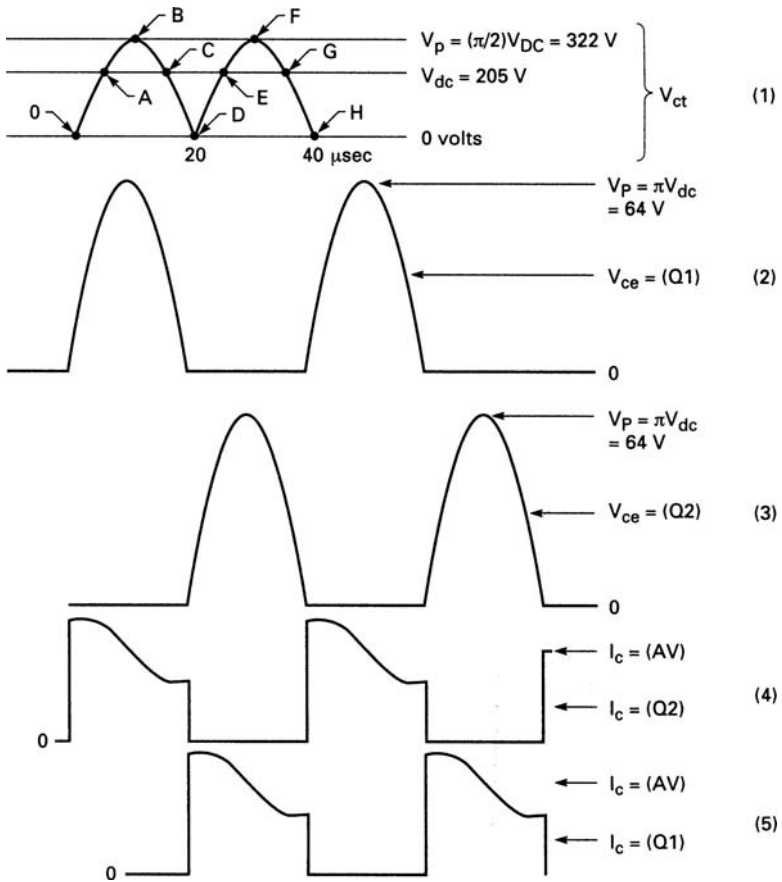 B F
V_p = (π/2)V_DC = 322 V
C G
V_dc = 205 V
V_ct (1)
0 A E
D H
0 volts
20 40 μsec
V_P = πV_dc
= 64 V
V_ce = (Q1) (2)
0
V_P = πV_dc
= 64 V
V_ce = (Q2) (3)
0
I_c = (AV)
I_c = (Q2) (4)
0
I_c = (AV)
(5)
I_c = (Q1)
0